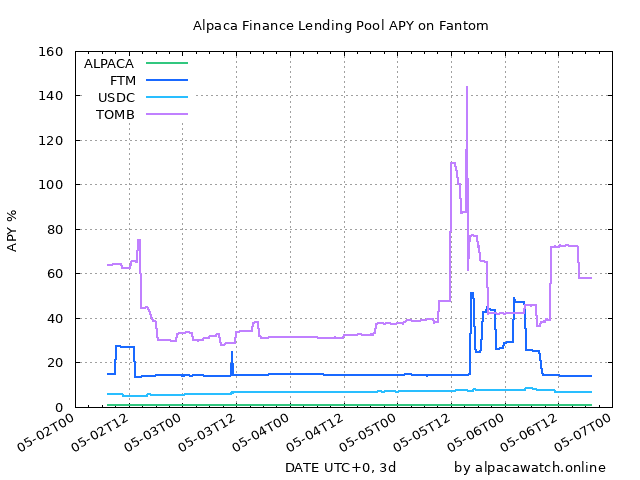 Alpaca Finance Lending Pool APY on Fantom
160
140
120
100
80
60
40
20
0
APY %
ALPACA
FTM
USDC
TOMB
05-02T00
05-02T12
05-03T00
05-03T12
05-04T00
05-04T12
05-05T00
05-05T12
05-06T00
05-06T12
05-07T00
DATE UTC+0, 3d by alpacawatch.online